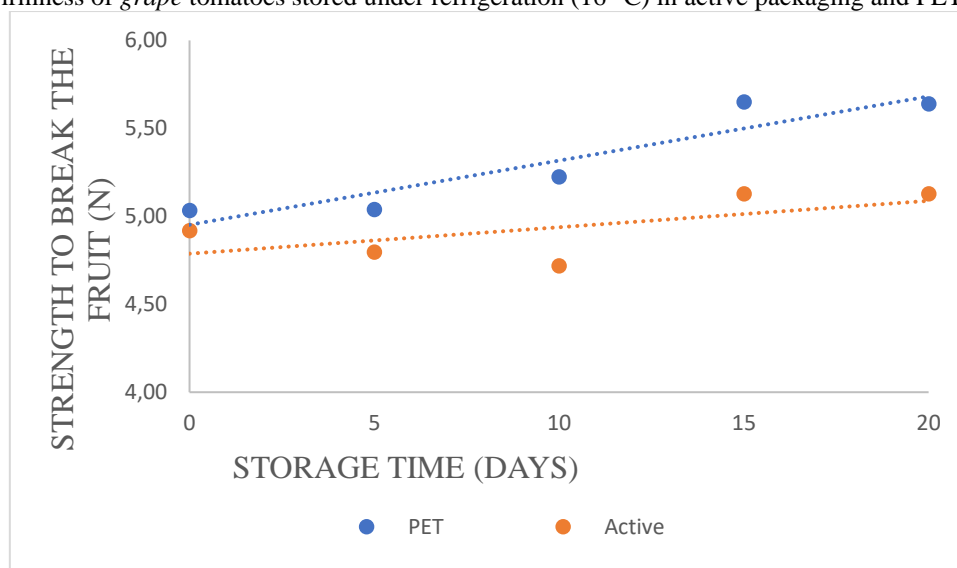 firmness of grape tomatoes stored under refrigeration (16 °C) in active packaging and PET
STRENGTH TO BREAK THE
FRUIT (N)
6,00
5,50
5,00
4,50
4,00
0 5 10 15 20
STORAGE TIME (DAYS)
PET Active